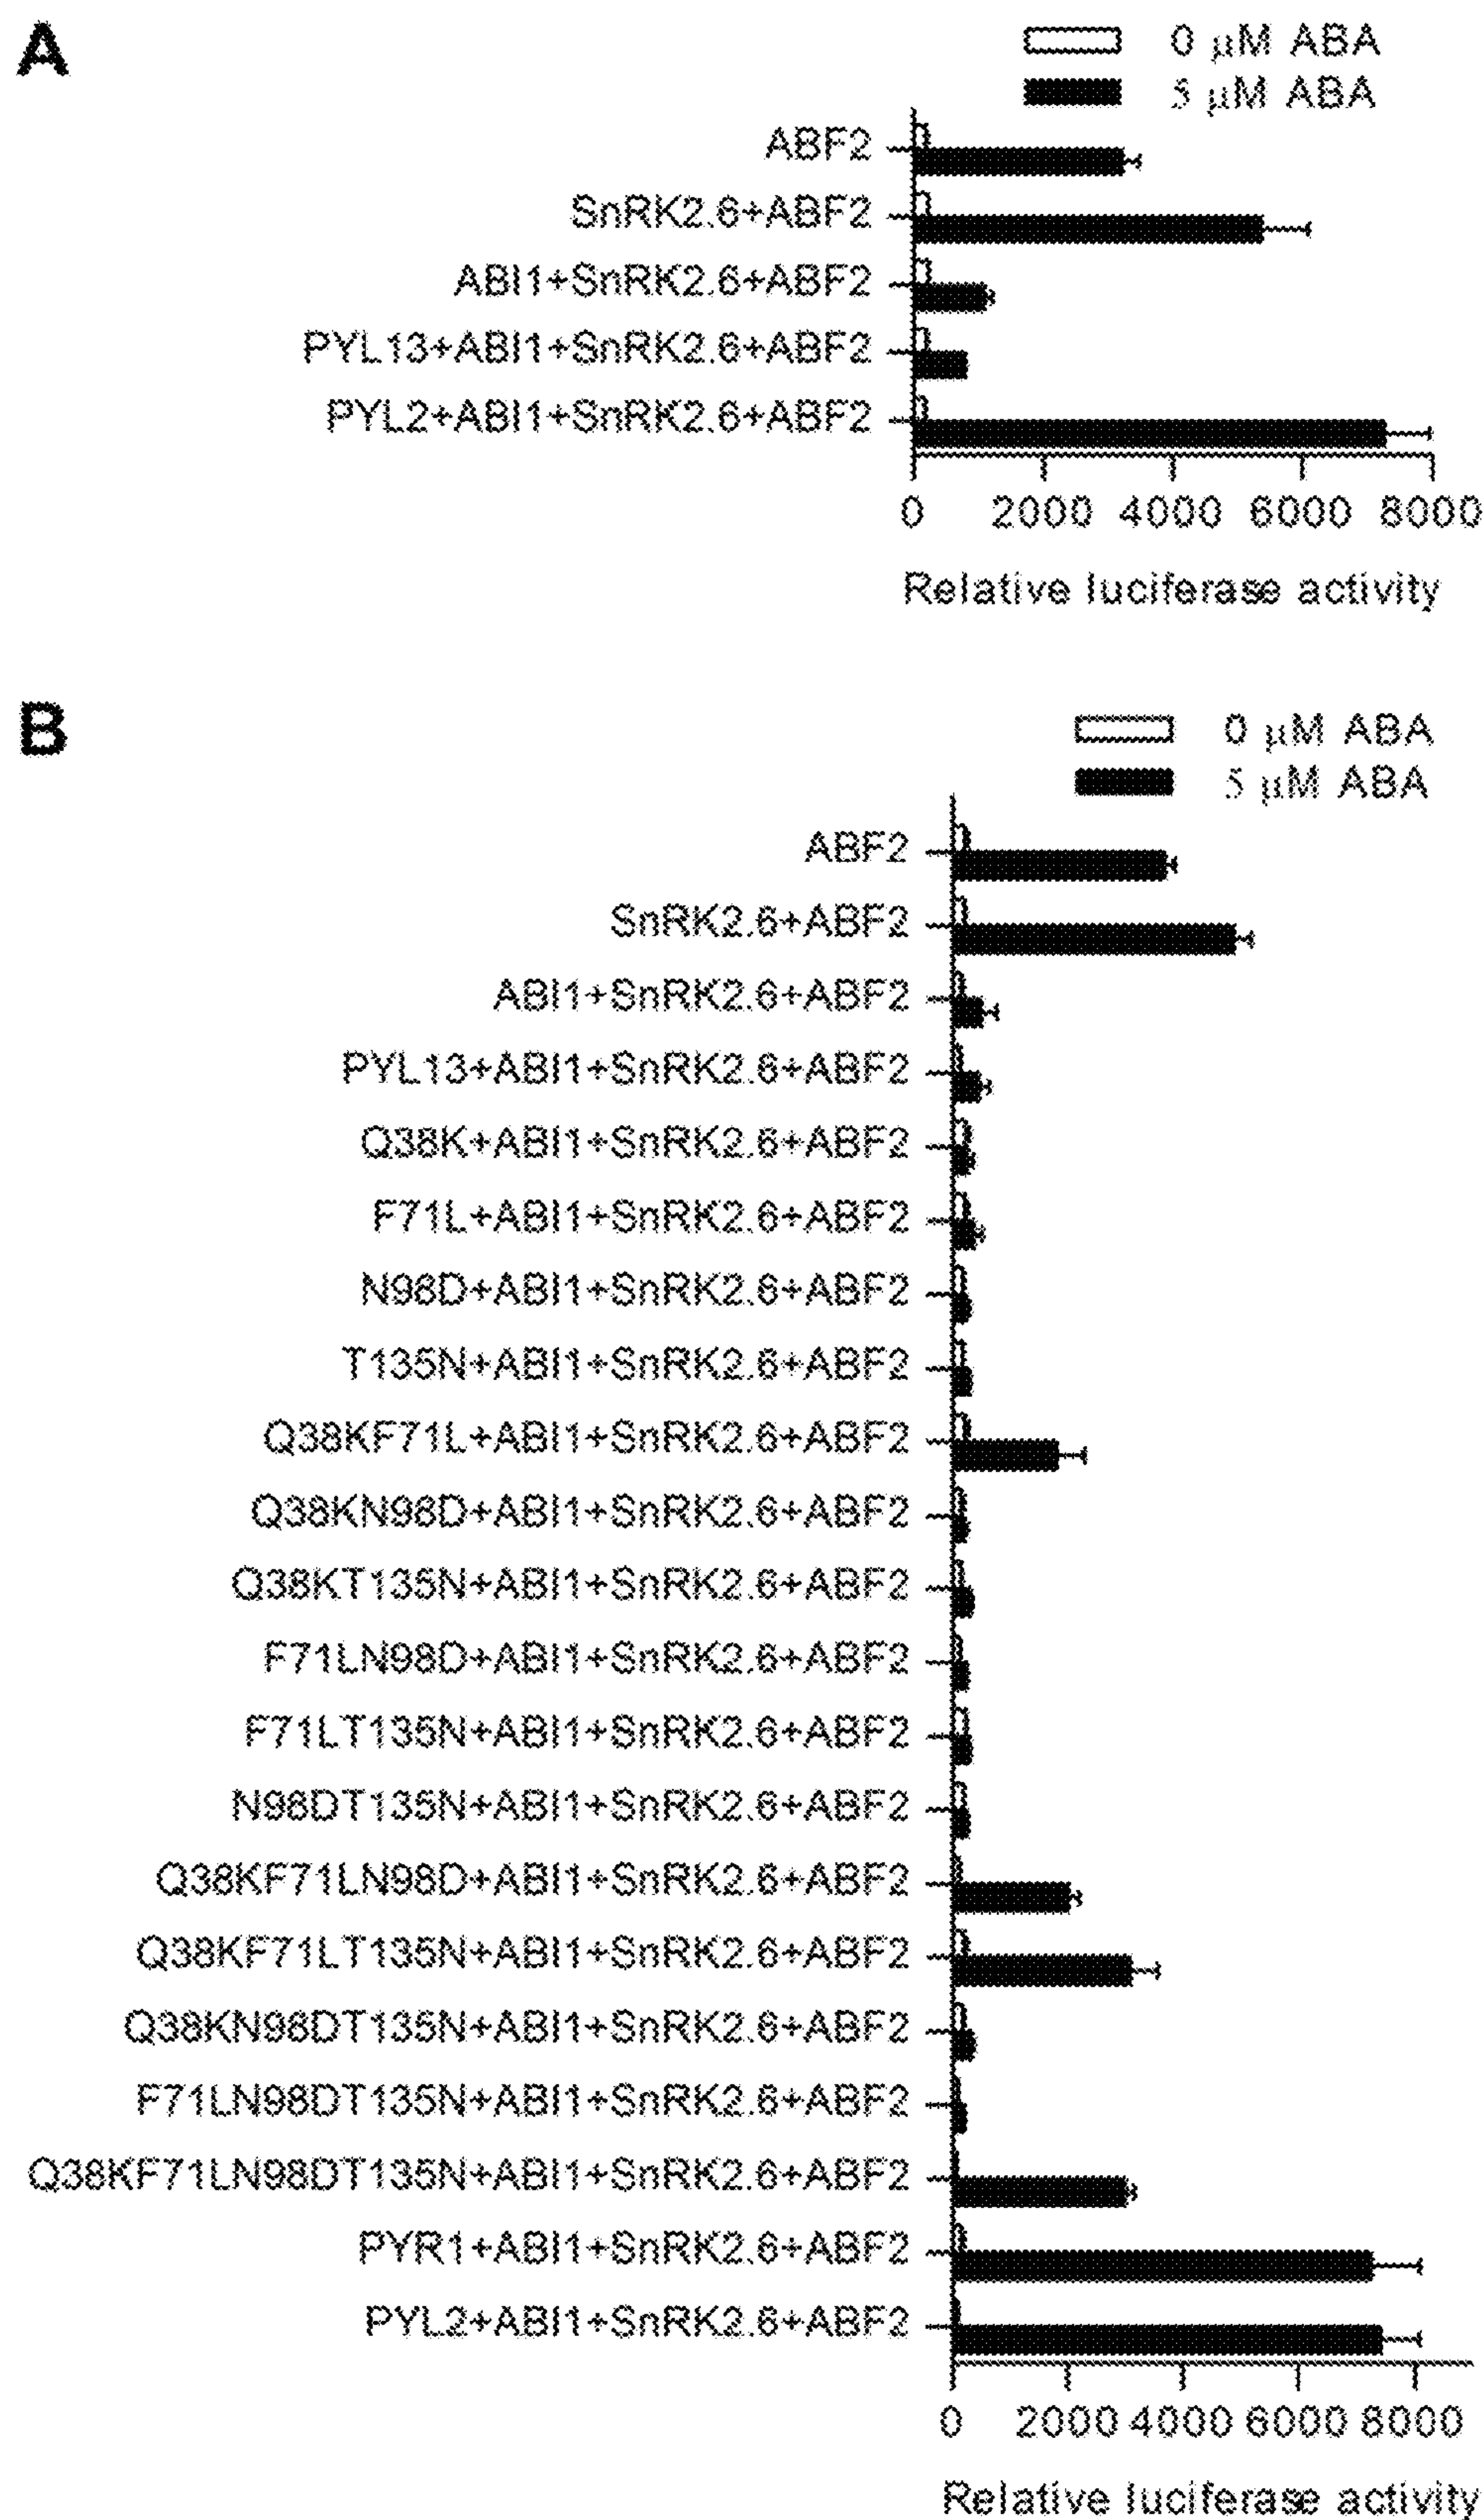 A
0 μM ABA
5 μM ABA
ABF2
SnRK2.6+ABF2
ABI1+SnRK2.6+ABF2
PYL13+ABI1+SnRK2.6+ABF2
PYL2+ABI1+SnRK2.6+ABF2
0 2000 4000 6000 8000
Relative luciferase activity
B
0 μM ABA
5 μM ABA
ABF2
SnRK2.6+ABF2
ABI1+SnRK2.6+ABF2
PYL13+ABI1+SnRK2.6+ABF2
Q38K+ABI1+SnRK2.6+ABF2
F71L+ABI1+SnRK2.6+ABF2
N98D+ABI1+SnRK2.6+ABF2
T135N+ABI1+SnRK2.6+ABF2
Q38KF71L+ABI1+SnRK2.6+ABF2
Q38KN98D+ABI1+SnRK2.6+ABF2
Q38KT135N+ABI1+SnRK2.6+ABF2
F71LN98D+ABI1+SnRK2.6+ABF2
F71LT135N+ABI1+SnRK2.6+ABF2
N98DT135N+ABI1+SnRK2.6+ABF2
Q38KF71LN98D+ABI1+SnRK2.6+ABF2
Q38KF71LT135N+ABI1+SnRK2.6+ABF2
Q38KN98DT135N+ABI1+SnRK2.6+ABF2
F71LN98DT135N+ABI1+SnRK2.6+ABF2
Q38KF71LN98DT135N+ABI1+SnRK2.6+ABF2
PYR1+ABI1+SnRK2.6+ABF2
PYL2+ABI1+SnRK2.6+ABF2
0 2000 4000 6000 8000
Relative luciferase activity